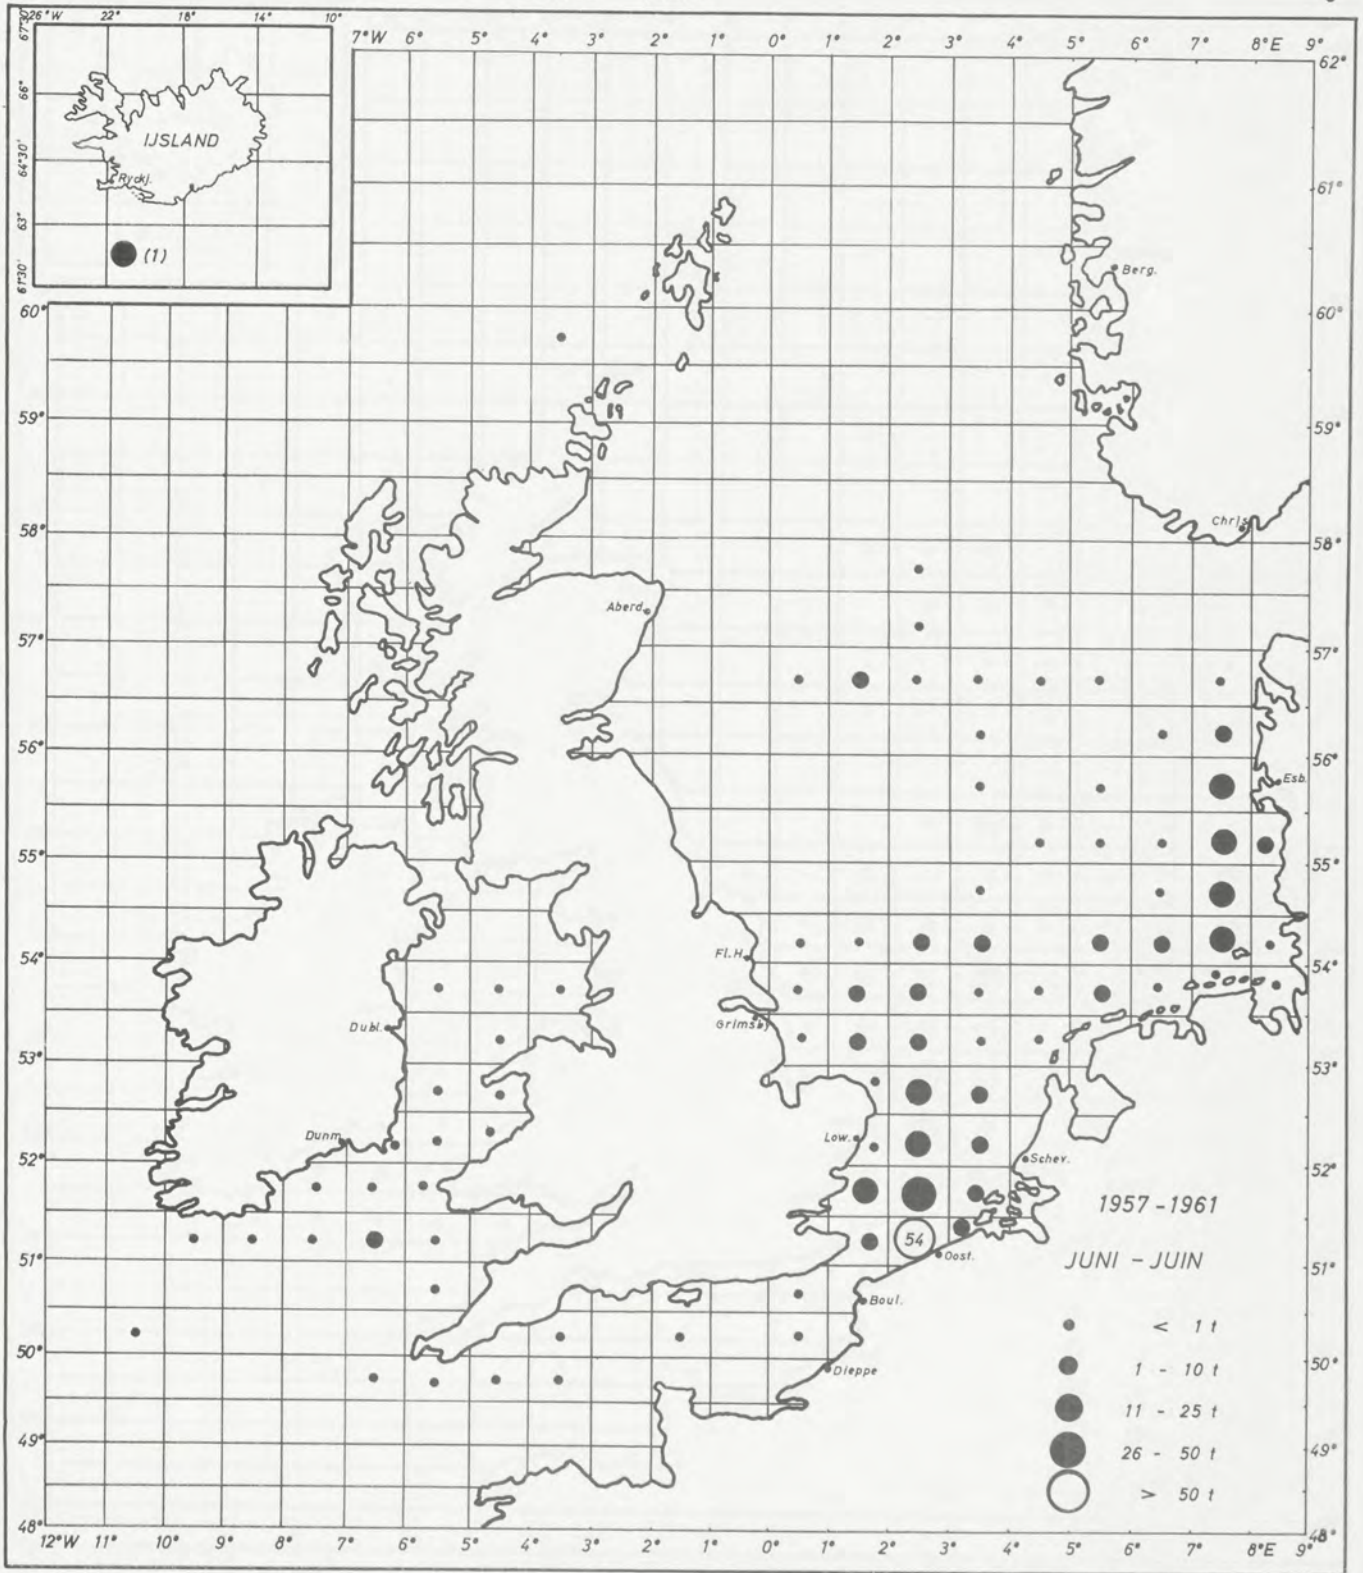 26°W 22° 18° 14° 10°
67°30'
66°
64°30'
63°
61°30'
IJSLAND
Ryckj.
(1)
7°W 6° 5° 4° 3° 2° 1° 0° 1° 2° 3° 4° 5° 6° 7° 8°E 9°
62°
61°
60° 60°
59° 59°
58° 58°
57° 57°
56° 56°
55° 55°
54° 54°
53° 53°
52° 52°
51° 51°
50° 50°
49° 49°
48° 48°
Berg.
Chris.
Aberd.
Esb.
Fl.H.
Grimsby
Dubl.
Dunm.
Low.
Schev.
54
Oost.
Boul.
Dieppe
1957 - 1961
JUNI - JUIN
< 1 t
1 - 10 t
11 - 25 t
26 - 50 t
> 50 t
12°W 11° 10° 9° 8° 7° 6° 5° 4° 3° 2° 1° 0° 1° 2° 3° 4° 5° 6° 7° 8°E 9°